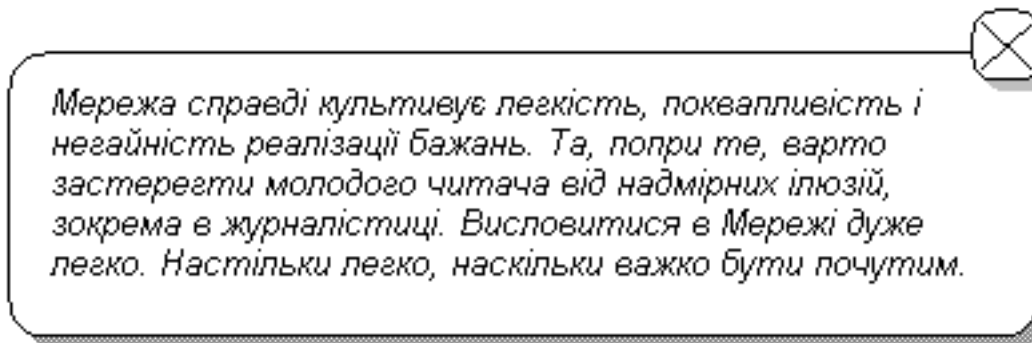 Мережа справді культивує легкість, поквапливість і
негайність реалізації бажань. Та, попри те, варто
застерегти молодого читача від надмірних ілюзій,
зокрема в журналістиці. Висловитися в Мережі дуже
легко. Настільки легко, наскільки важко бути почутим.